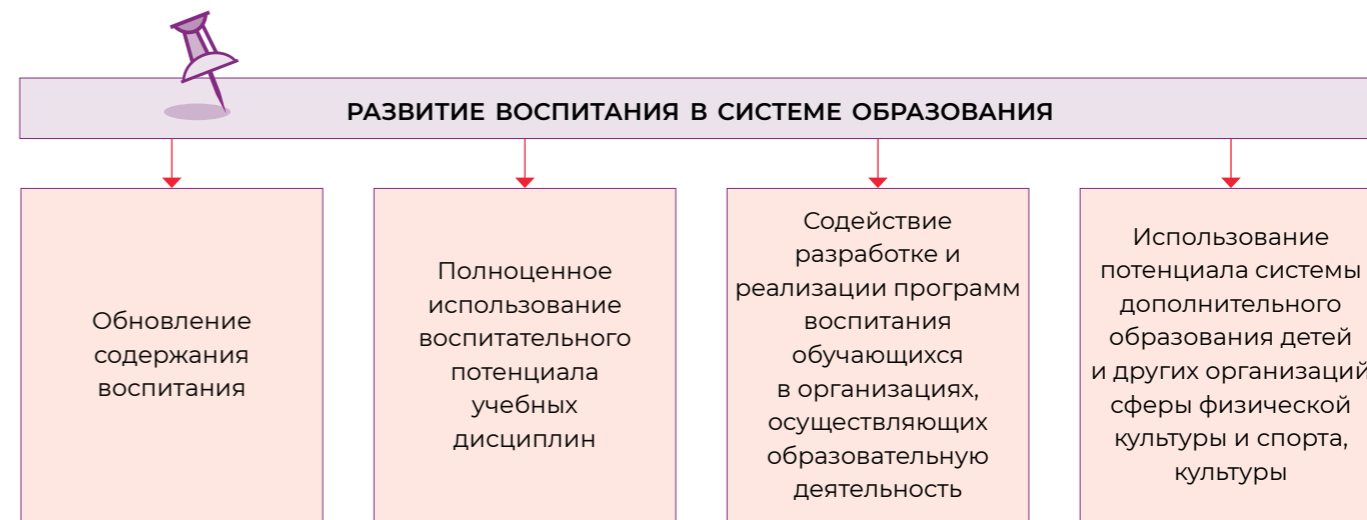 РАЗВИТИЕ ВОСПИТАНИЯ В СИСТЕМЕ ОБРАЗОВАНИЯ
Обновление
содержания
воспитания
Полноценное
использование
воспитательного
потенциала
учебных
дисциплин
Содействие
разработке и
реализации программ
воспитания
обучающихся
в организациях,
осуществляющих
образовательную
деятельность
Использование
потенциала системы
дополнительного
образования детей
и других организаций
сферы физической
культуры и спорта,
культуры